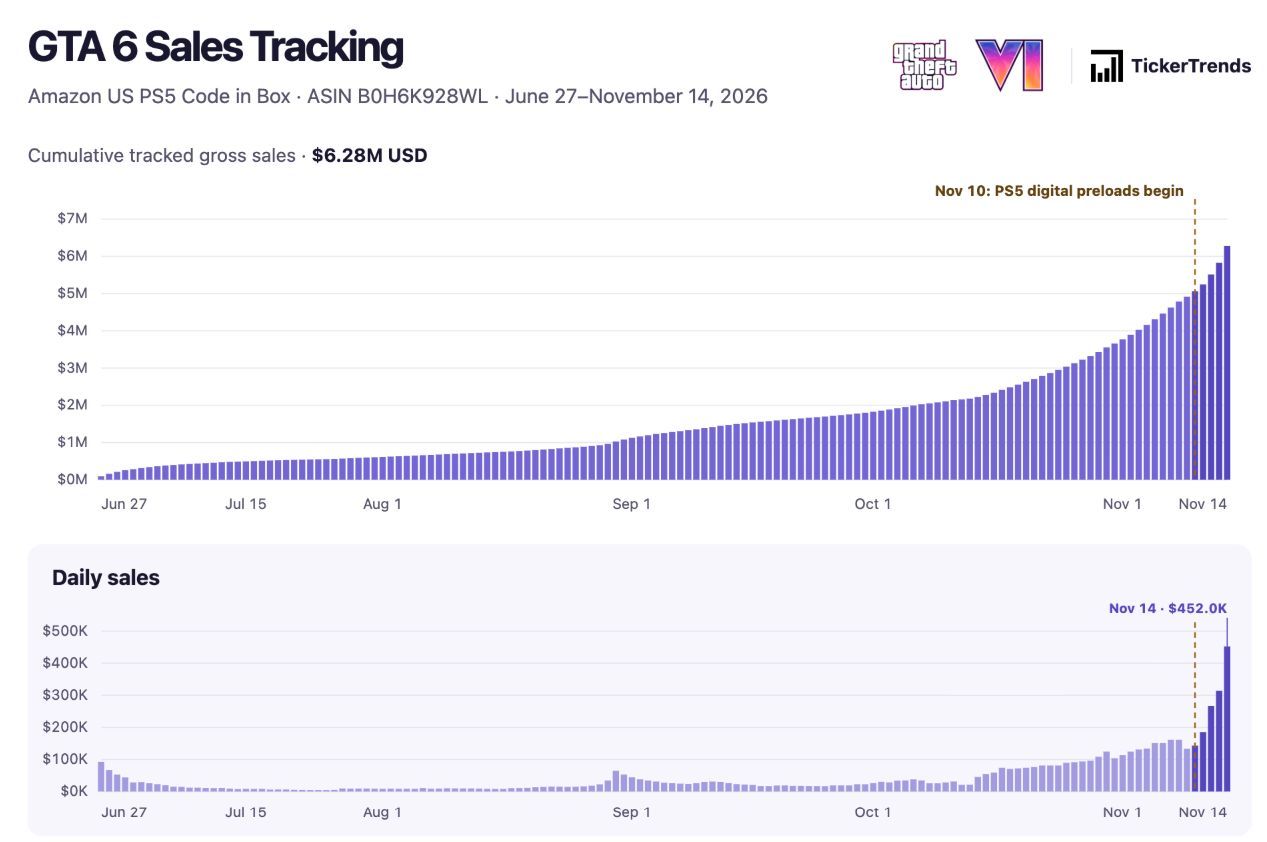 GTA 6 Sales Tracking
grand
theft
auto
VI
TickerTrends
Amazon US PS5 Code in Box · ASIN B0H6K928WL · June 27–November 14, 2026
Cumulative tracked gross sales · $6.28M USD
Nov 10: PS5 digital preloads begin
$7M
$6M
$5M
$4M
$3M
$2M
$1M
$0M
Jun 27 Jul 15 Aug 1 Sep 1 Oct 1 Nov 1 Nov 14
Daily sales
Nov 14 · $452.0K
$500K
$400K
$300K
$200K
$100K
$0K
Jun 27 Jul 15 Aug 1 Sep 1 Oct 1 Nov 1 Nov 14